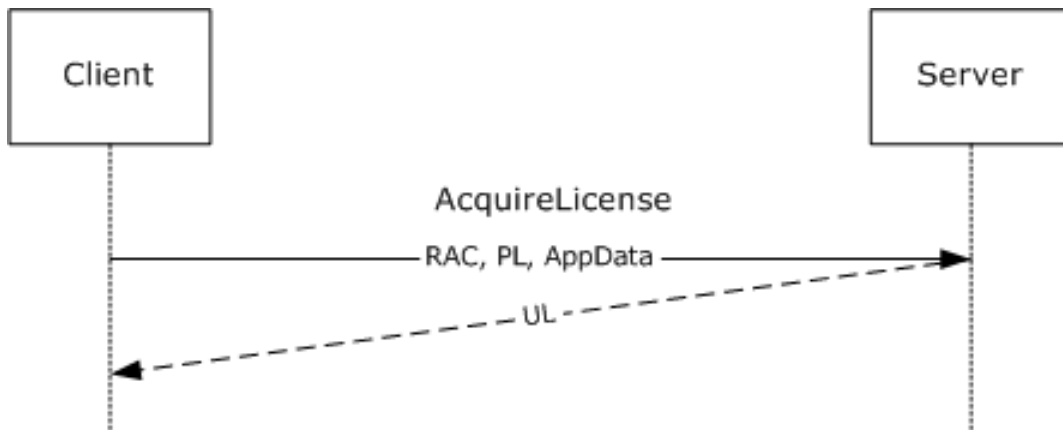 Client
Server
AcquireLicense
RAC, PL, AppData
UL